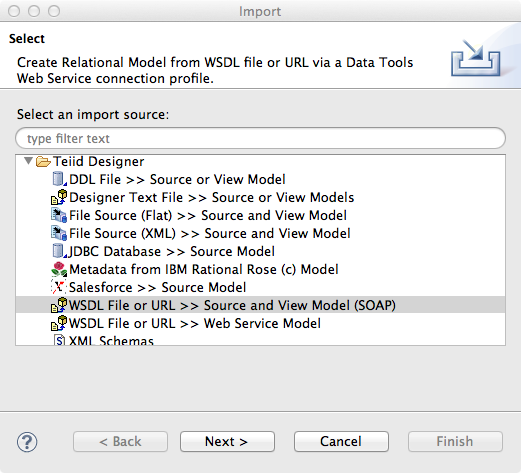 Import
Select
Create Relational Model from WSDL file or URL via a Data Tools
Web Service connection profile.
Select an import source:
type filter text
Teiid Designer
DDL File >> Source or View Model
Designer Text File >> Source or View Models
File Source (Flat) >> Source and View Model
File Source (XML) >> Source and View Model
JDBC Database >> Source Model
Metadata from IBM Rational Rose (c) Model
Salesforce >> Source Model
WSDL File or URL >> Source and View Model (SOAP)
WSDL File or URL >> Web Service Model
XML Schemas
? < Back Next > Cancel Finish